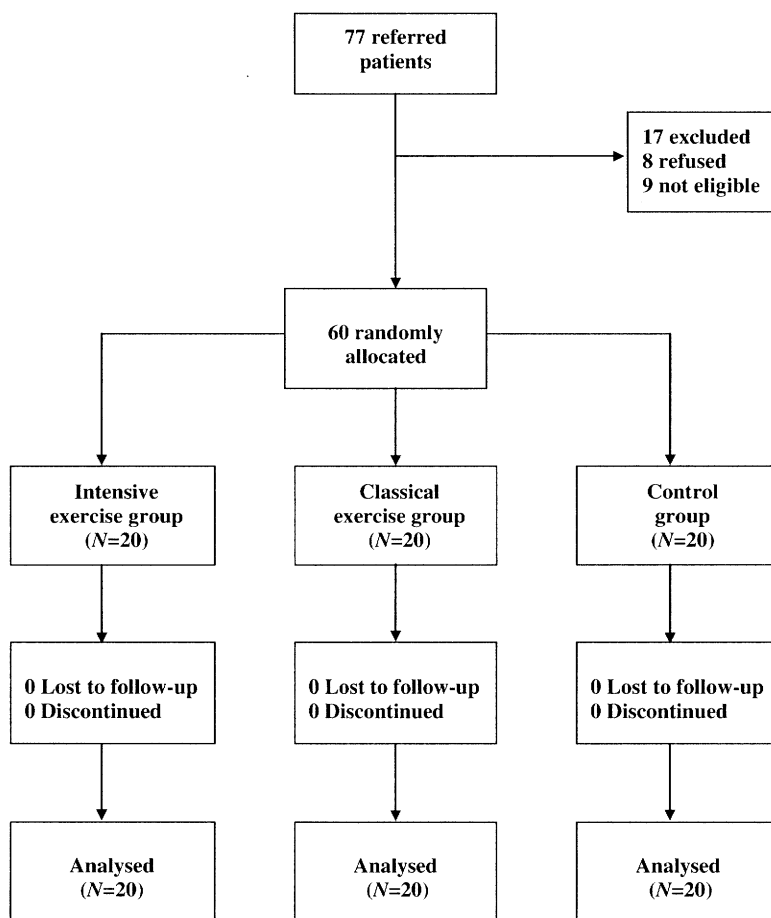 77 referred
patients
17 excluded
8 refused
9 not eligible
60 randomly
allocated
Intensive
exercise group
(N=20)
Classical
exercise group
(N=20)
Control
group
(N=20)
0 Lost to follow-up
0 Discontinued
0 Lost to follow-up
0 Discontinued
0 Lost to follow-up
0 Discontinued
Analysed
(N=20)
Analysed
(N=20)
Analysed
(N=20)